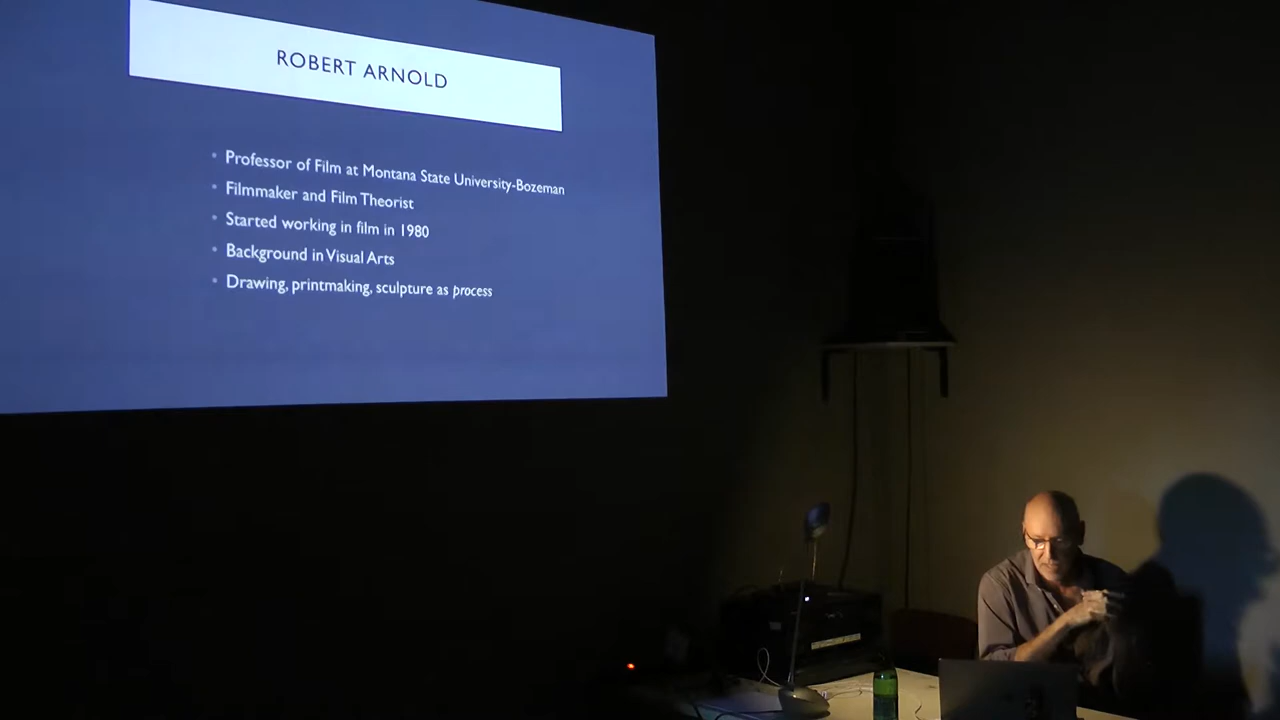 ROBERT ARNOLD
• Professor of Film at Montana State University-Bozeman
• Filmmaker and Film Theorist
• Started working in film in 1980
• Background in Visual Arts
• Drawing, printmaking, sculpture as process